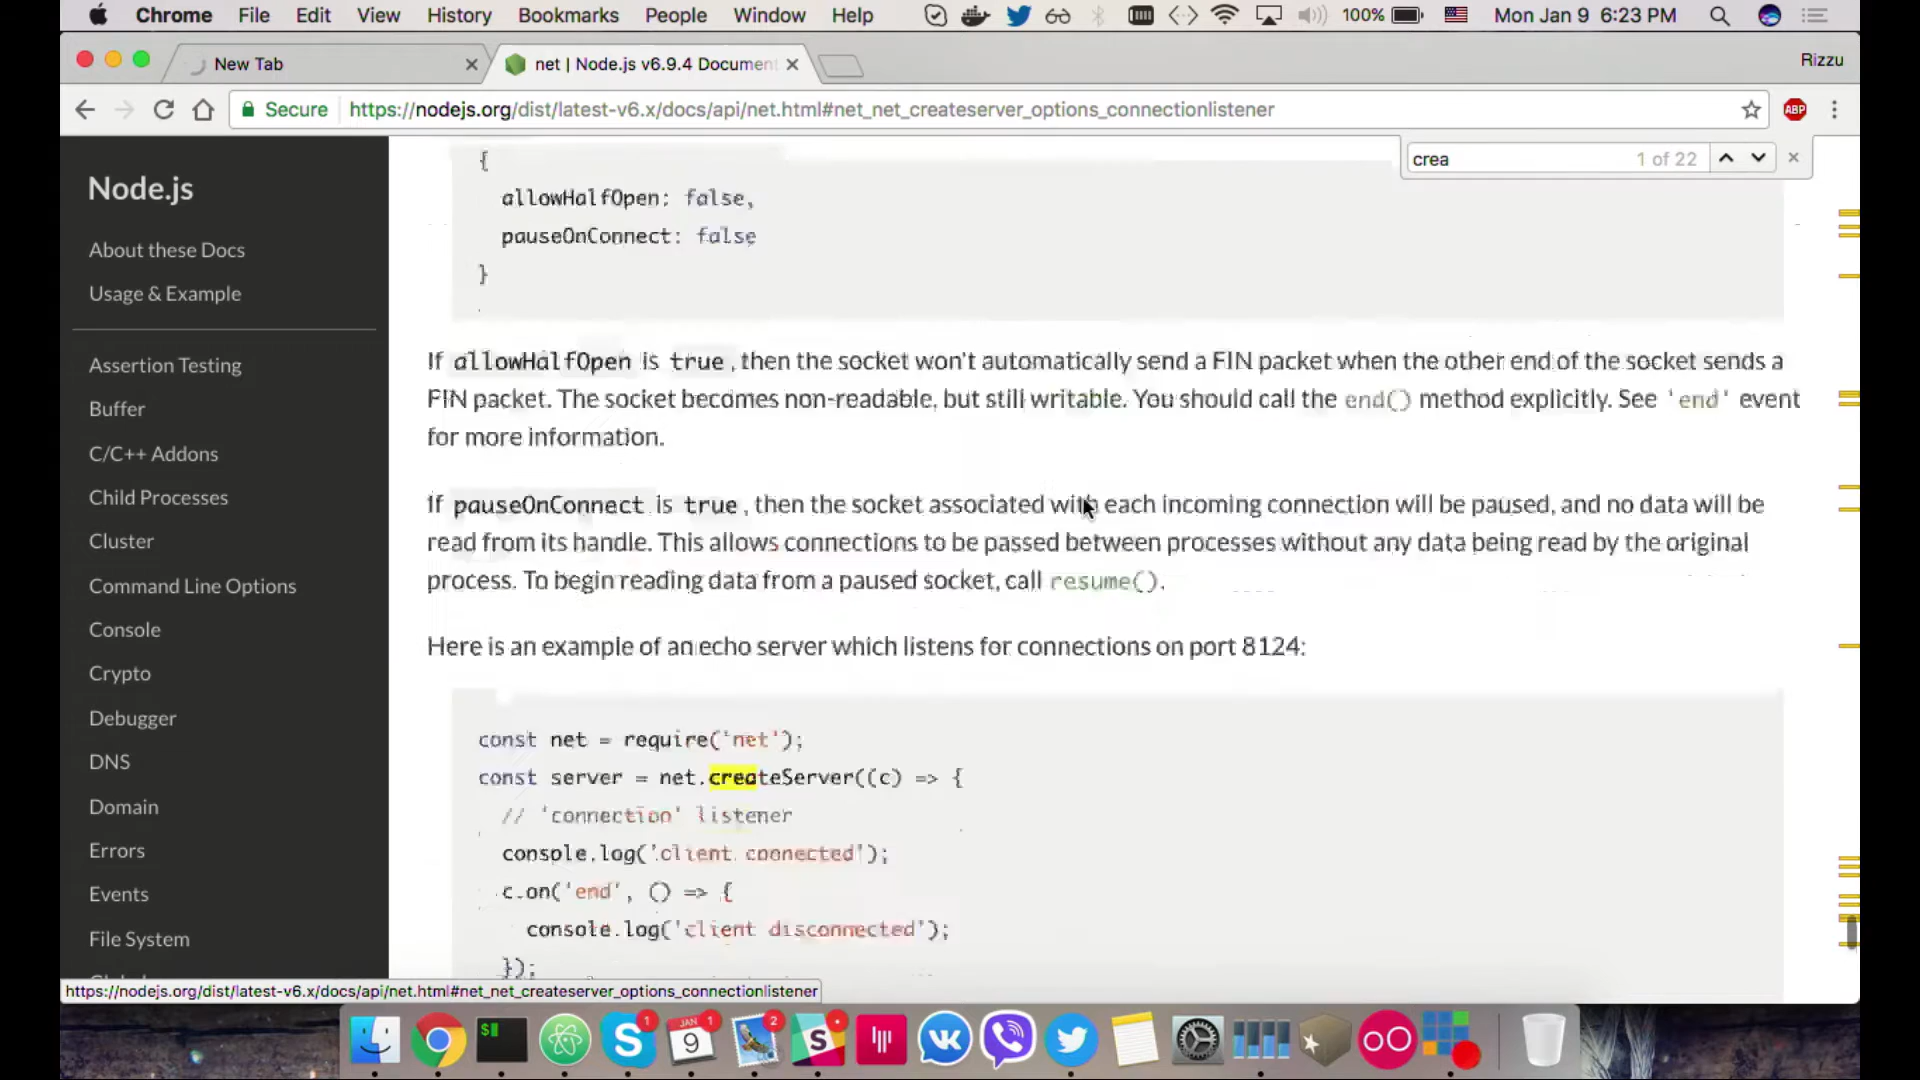 Chrome File Edit View History Bookmarks People Window Help 100% Mon Jan 9 6:23 PM
New Tab net | Node.js v6.9.4 Document Rizzu
Secure https://nodejs.org/dist/latest-v6.x/docs/api/net.html#net_net_createserver_options_connectionlistener ABP
crea 1 of 22
Node.js
About these Docs
Usage & Example
Assertion Testing
Buffer
C/C++ Addons
Child Processes
Cluster
Command Line Options
Console
Crypto
Debugger
DNS
Domain
Errors
Events
File System
{
allowHalfOpen: false,
pauseOnConnect: false
}
If allowHalfOpen is true, then the socket won't automatically send a FIN packet when the other end of the socket sends a
FIN packet. The socket becomes non-readable, but still writable. You should call the end() method explicitly. See 'end' event
for more information.
If pauseOnConnect is true, then the socket associated with each incoming connection will be paused, and no data will be
read from its handle. This allows connections to be passed between processes without any data being read by the original
process. To begin reading data from a paused socket, call resume().
Here is an example of an echo server which listens for connections on port 8124:
const net = require('net');
const server = net.createServer((c) => {
// 'connection' listener
console.log('client connected');
c.on('end', () => {
console.log('client disconnected');
});
https://nodejs.org/dist/latest-v6.x/docs/api/net.html#net_net_createserver_options_connectionlistener
$
1
JAN 1
9
2